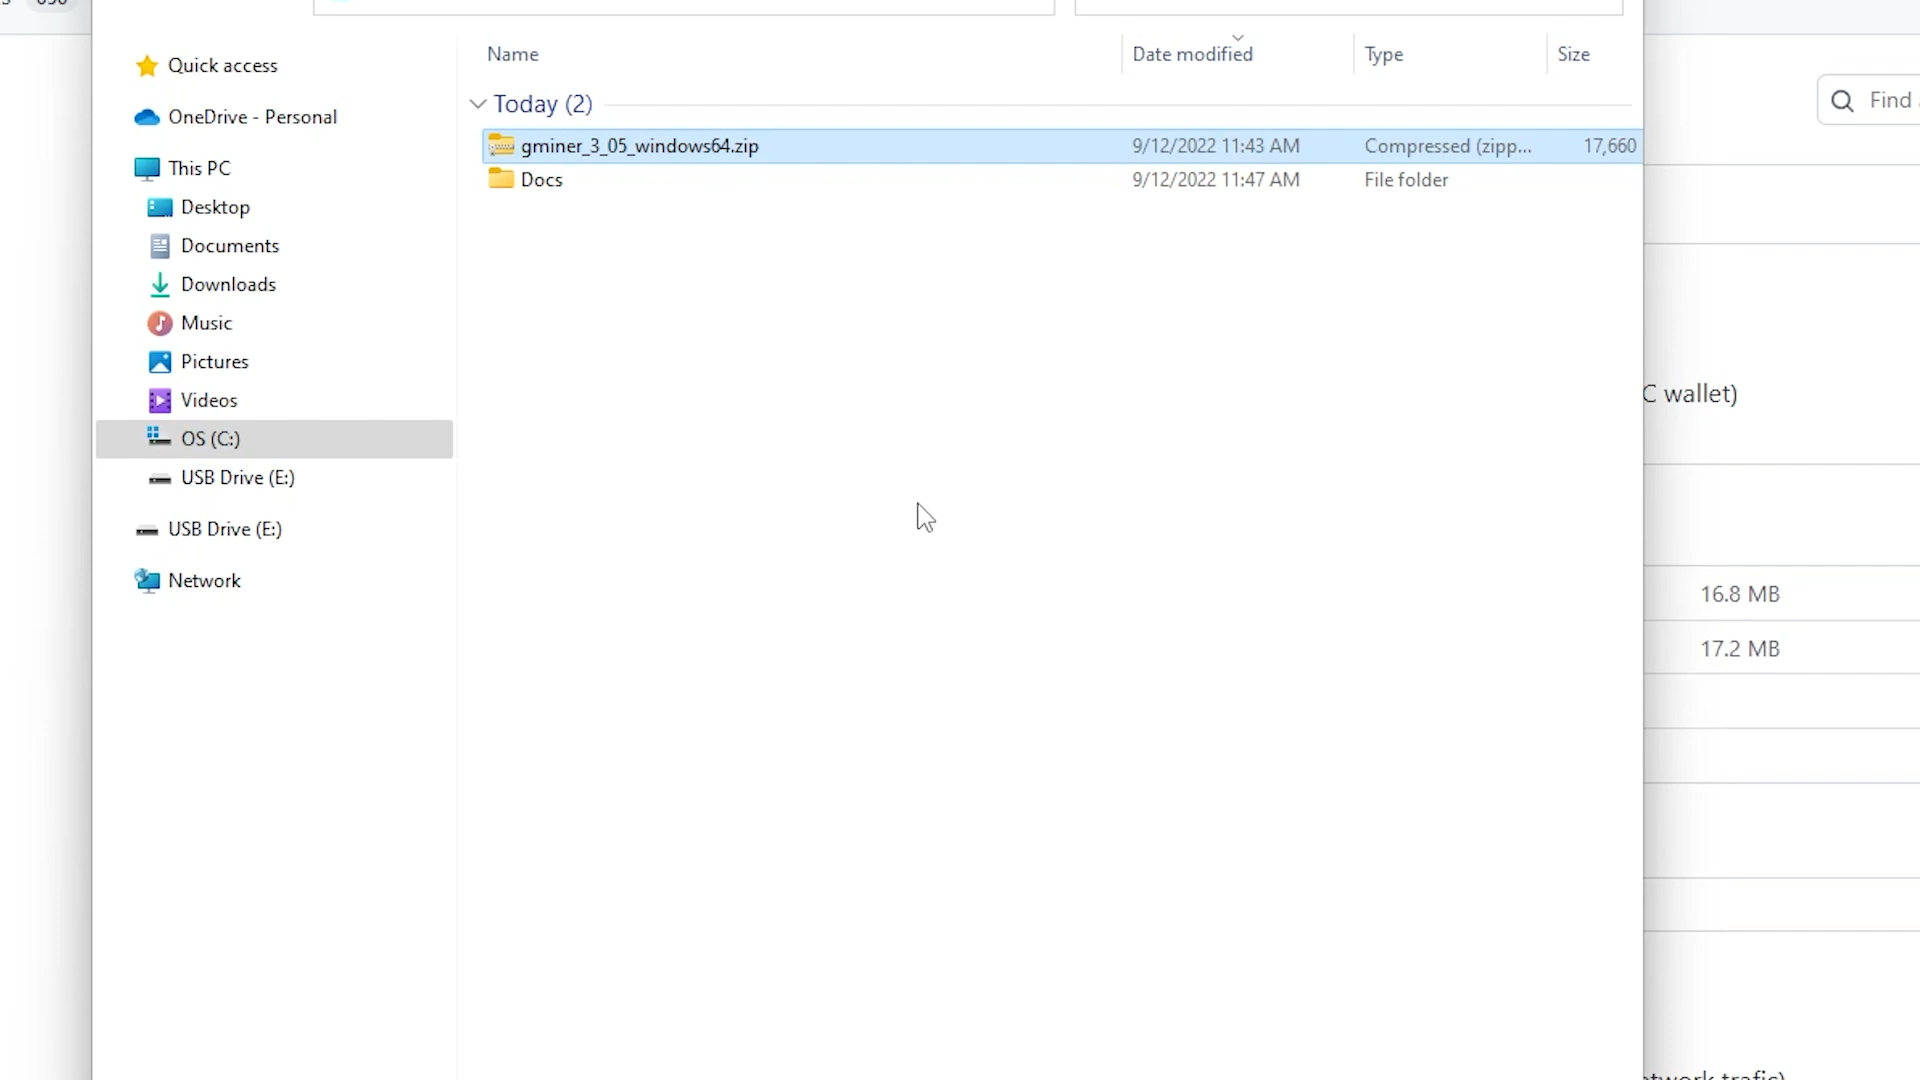 Name Date modified Type Size
Quick access
Find
Today (2)
OneDrive - Personal
gminer_3_05_windows64.zip 9/12/2022 11:43 AM Compressed (zipp... 17,660
This PC
Docs 9/12/2022 11:47 AM File folder
Desktop
Documents
Downloads
Music
Pictures
C wallet)
Videos
OS (C:)
USB Drive (E:)
USB Drive (E:)
Network
16.8 MB
17.2 MB